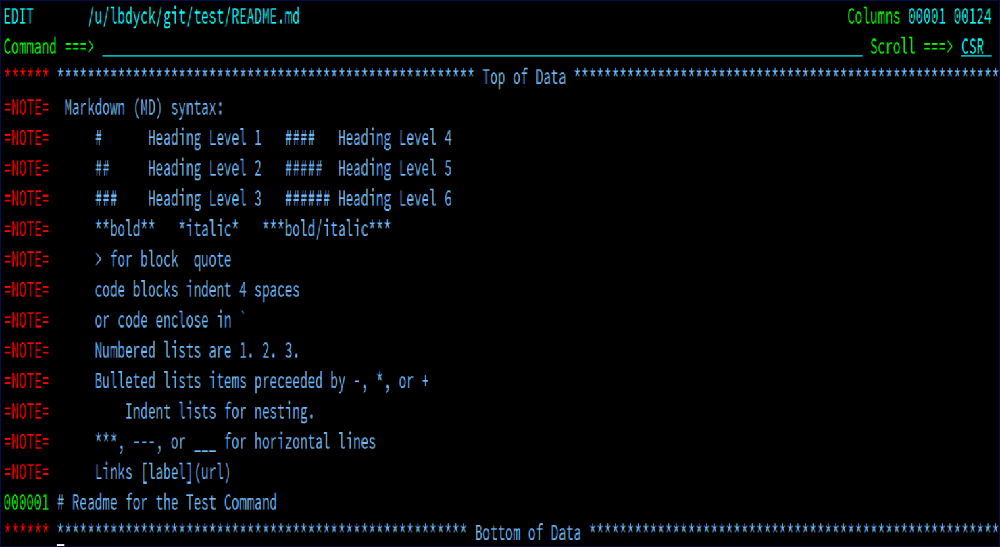 EDIT       /u/lbdyck/git/test/README.md                                                                        Columns 00001 00124
Command ===> ____________________________________________________________________________________________________ Scroll ===> CSR
****** ******************************************************* Top of Data ********************************************************
=NOTE=  Markdown (MD) syntax:
=NOTE=      #      Heading Level 1   ####   Heading Level 4
=NOTE=      ##     Heading Level 2   #####  Heading Level 5
=NOTE=      ###    Heading Level 3   ###### Heading Level 6
=NOTE=      **bold**   *italic*   ***bold/italic***
=NOTE=      > for block  quote
=NOTE=      code blocks indent 4 spaces
=NOTE=      or code enclose in `
=NOTE=      Numbered lists are 1. 2. 3.
=NOTE=      Bulleted lists items preceeded by -, *, or +
=NOTE=          Indent lists for nesting.
=NOTE=      ***, ---, or ___ for horizontal lines
=NOTE=      Links [label](url)
000001 # Readme for the Test Command
****** ****************************************************** Bottom of Data ******************************************************